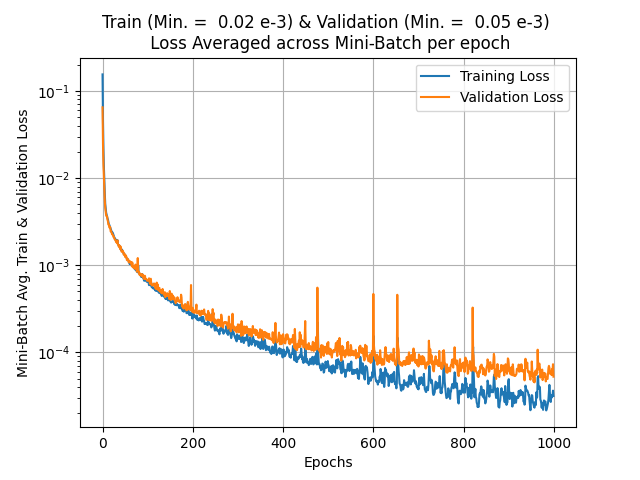 Train (Min. =  0.02 e-3) & Validation (Min. =  0.05 e-3)
Loss Averaged across Mini-Batch per epoch
Training Loss
Validation Loss
Mini-Batch Avg. Train & Validation Loss
10⁻¹
10⁻²
10⁻³
10⁻⁴
0
200
400
600
800
1000
Epochs